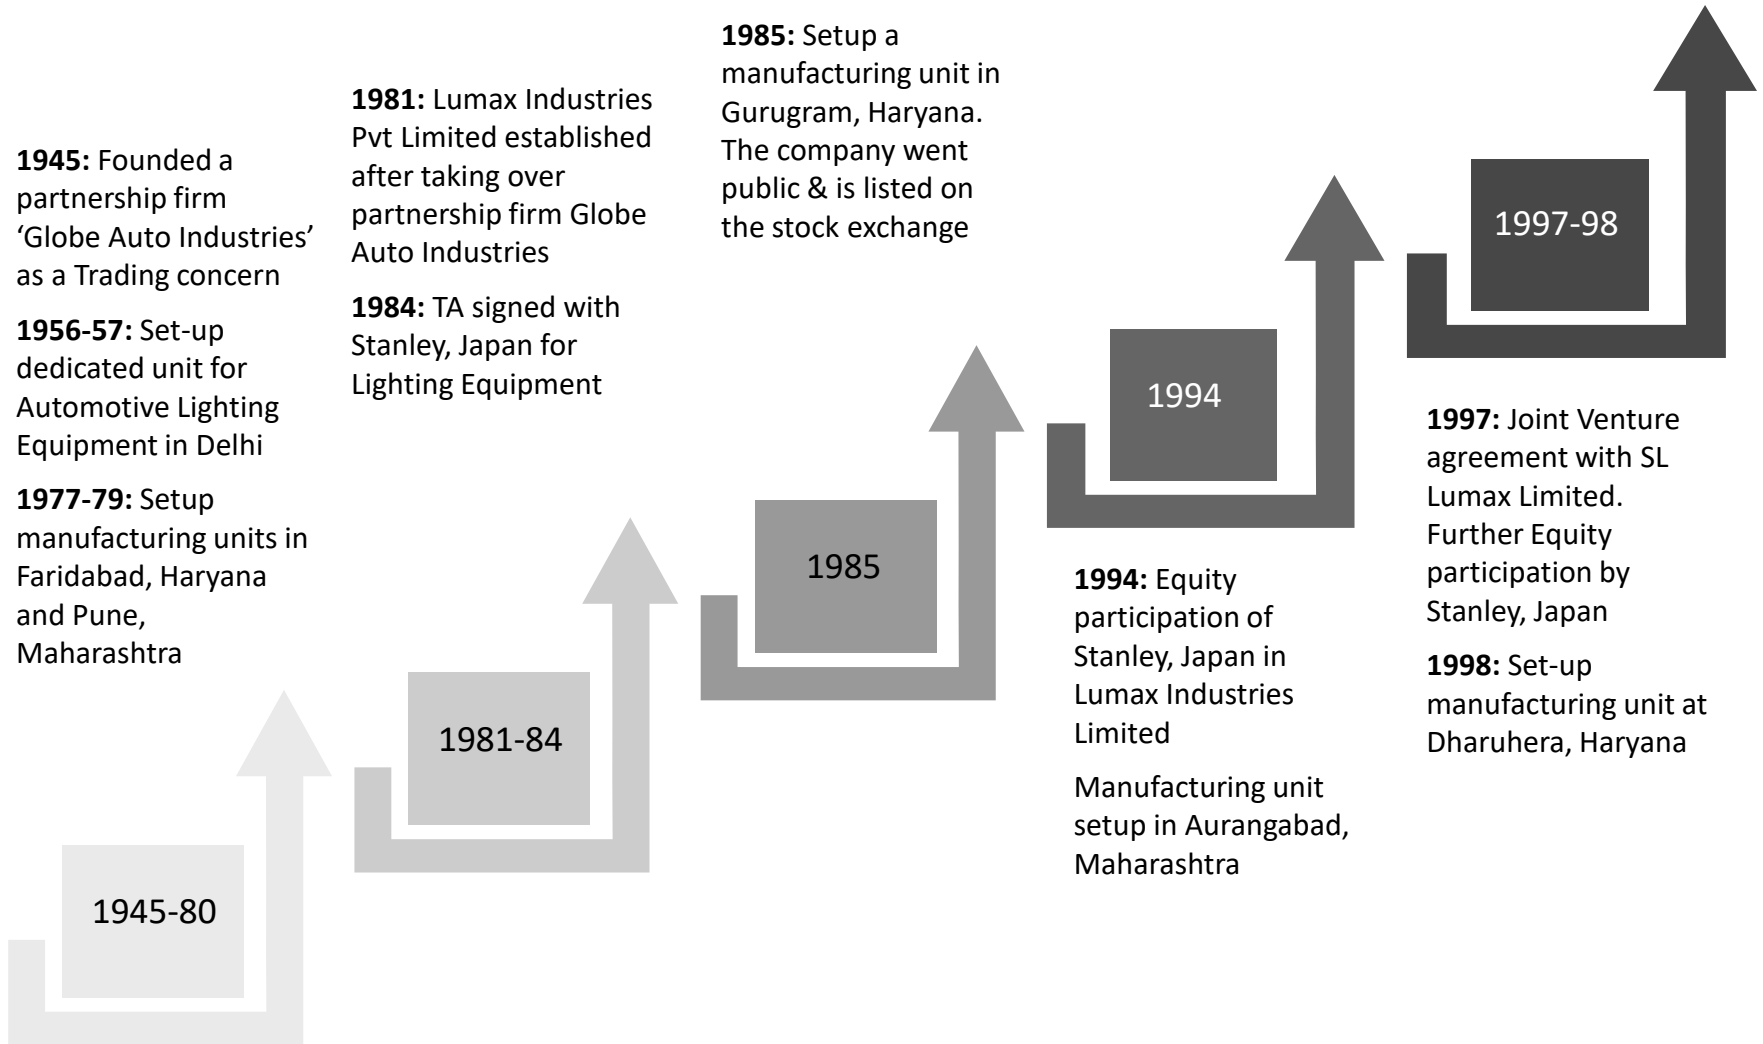 1945: Founded a
partnership firm
‘Globe Auto Industries’
as a Trading concern
1956-57: Set-up
dedicated unit for
Automotive Lighting
Equipment in Delhi
1977-79: Setup
manufacturing units in
Faridabad, Haryana
and Pune,
Maharashtra
1945-80
1981: Lumax Industries
Pvt Limited established
after taking over
partnership firm Globe
Auto Industries
1984: TA signed with
Stanley, Japan for
Lighting Equipment
1981-84
1985: Setup a
manufacturing unit in
Gurugram, Haryana.
The company went
public & is listed on
the stock exchange
1985
1994
1994: Equity
participation of
Stanley, Japan in
Lumax Industries
Limited
Manufacturing unit
setup in Aurangabad,
Maharashtra
1997-98
1997: Joint Venture
agreement with SL
Lumax Limited.
Further Equity
participation by
Stanley, Japan
1998: Set-up
manufacturing unit at
Dharuhera, Haryana